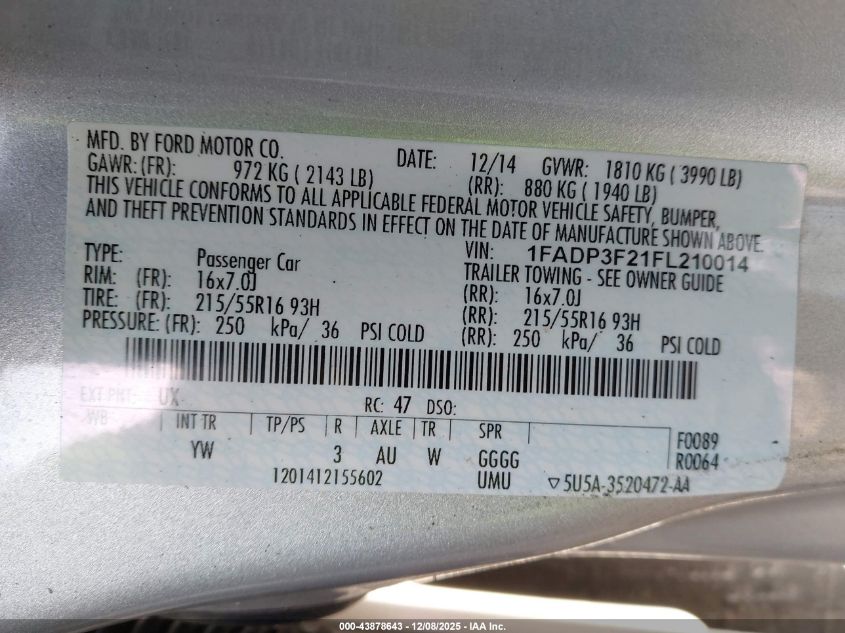 MFD. BY FORD MOTOR CO. DATE: 12/14 GVWR: 1810 KG ( 3990 LB)
GAWR: (FR): 972 KG ( 2143 LB) (RR): 880 KG ( 1940 LB)
THIS VEHICLE CONFORMS TO ALL APPLICABLE FEDERAL MOTOR VEHICLE SAFETY, BUMPER,
AND THEFT PREVENTION STANDARDS IN EFFECT ON THE DATE OF MANUFACTURE SHOWN ABOVE.
VIN: 1FADP3F21FL210014
TYPE: Passenger Car TRAILER TOWING - SEE OWNER GUIDE
RIM: (FR): 16x7.0J (RR): 16x7.0J
TIRE: (FR): 215/55R16 93H (RR): 215/55R16 93H
PRESSURE: (FR): 250 kPa/ 36 PSI COLD (RR): 250 kPa/ 36 PSI COLD
EXT PNT: UX RC: 47 DSO:
WB INT TR TP/PS R AXLE TR SPR F0089
YW 3 AU W GGGG R0064
1201412155602 UMU ▽5U5A-3520472-AA
000-43878643 - 12/08/2025 - IAA Inc.